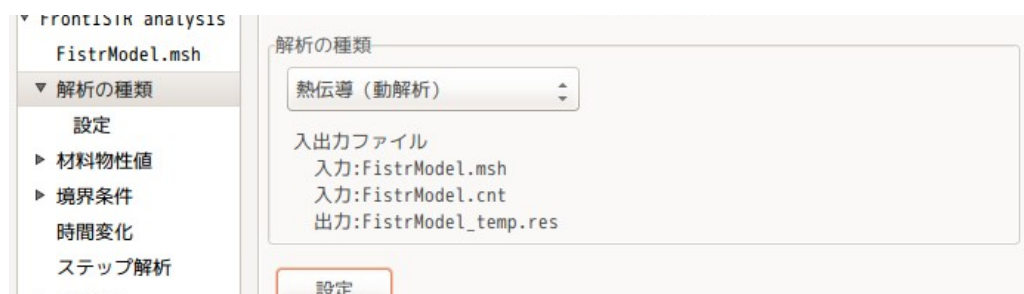 ▼ FrontISTR analysis
FistrModel.msh
▼ 解析の種類
設定
▶ 材料物性値
▶ 境界条件
時間変化
ステップ解析
解析の種類
熱伝導（動解析）
入出力ファイル
入力:FistrModel.msh
入力:FistrModel.cnt
出力:FistrModel_temp.res
設定